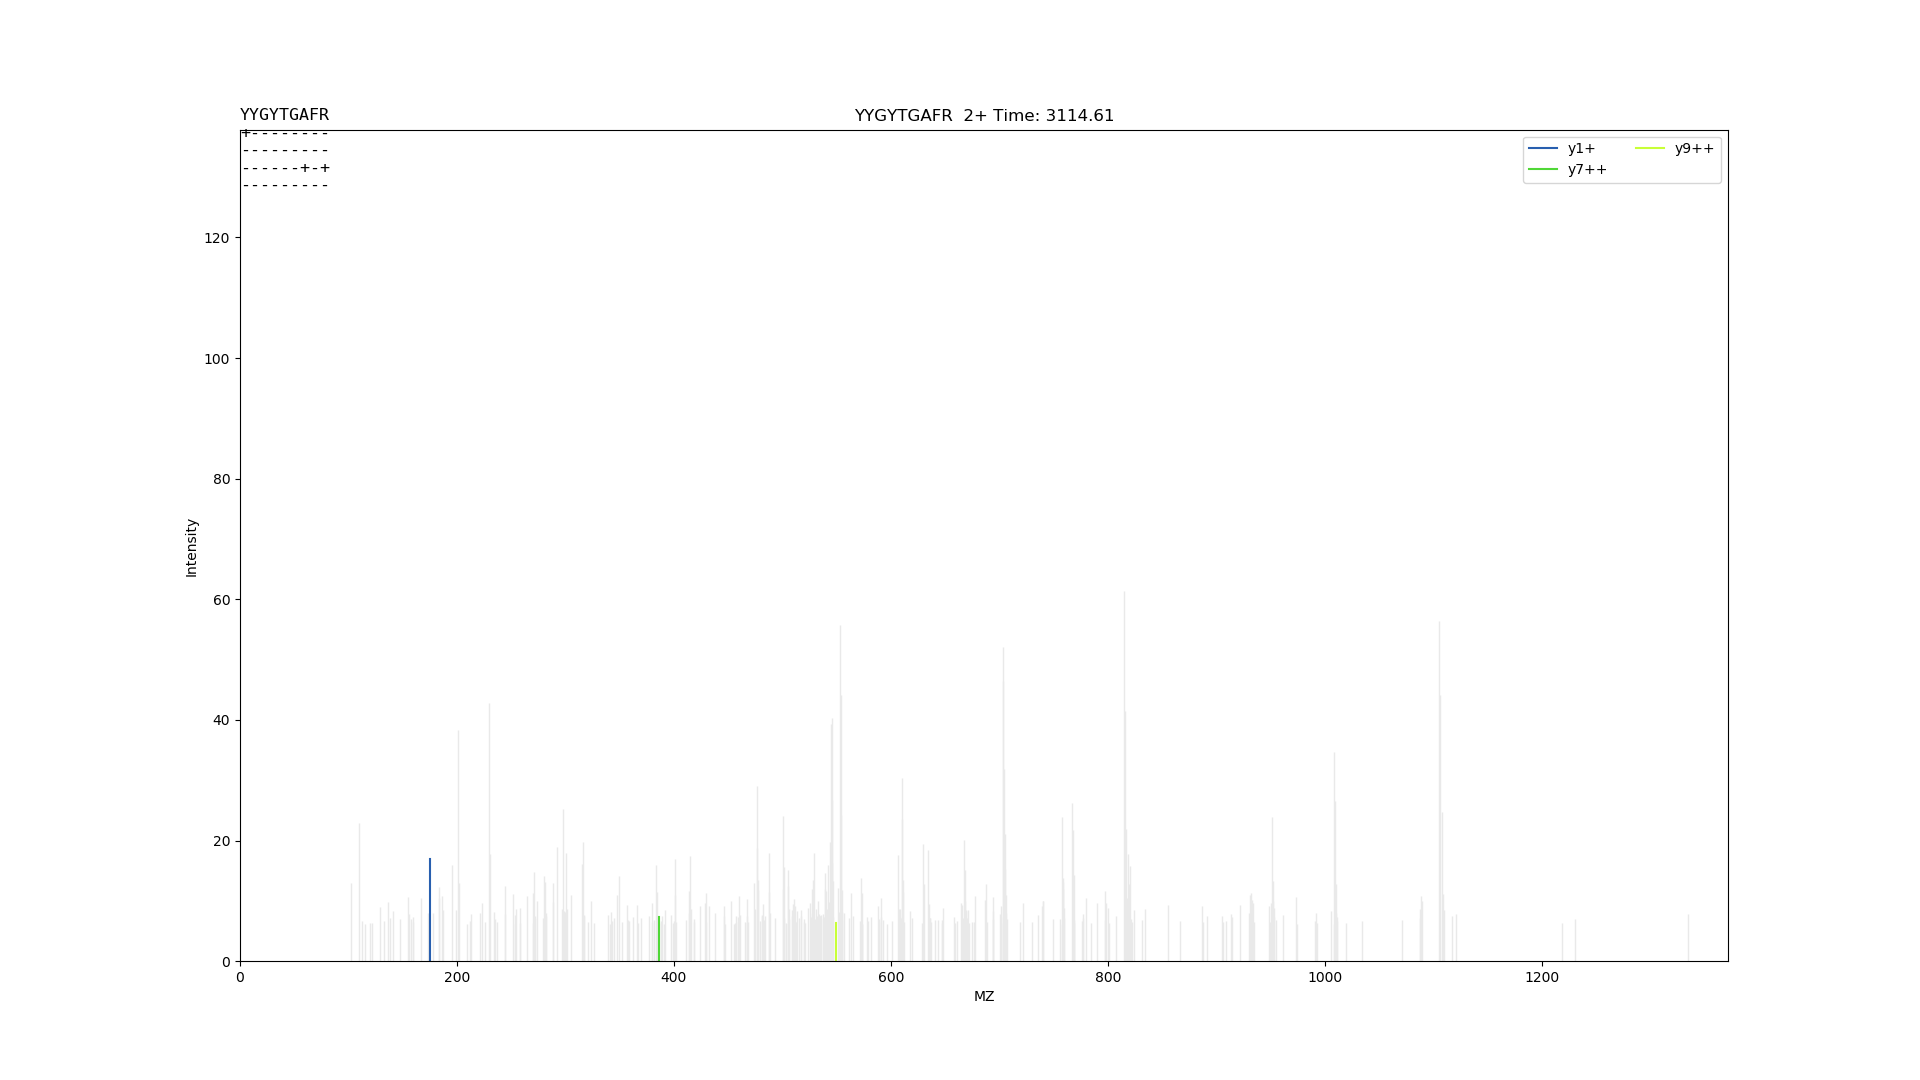 YYGYTGAFR
YYGYTGAFR  2+ Time: 3114.61
+--------
---------
------+-+
---------
y1+
y9++
y7++
120
100
80
60
40
20
0
Intensity
0 200 400 600 800 1000 1200
MZ